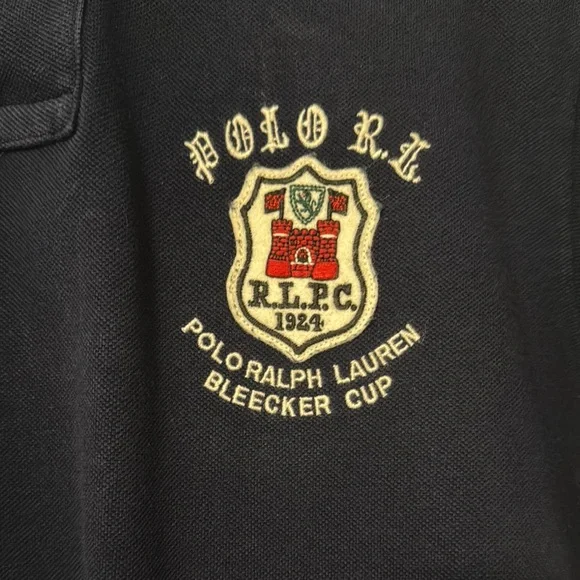 POLO R.L.
R.L.P.C.
1924
POLO RALPH LAUREN
BLEECKER CUP